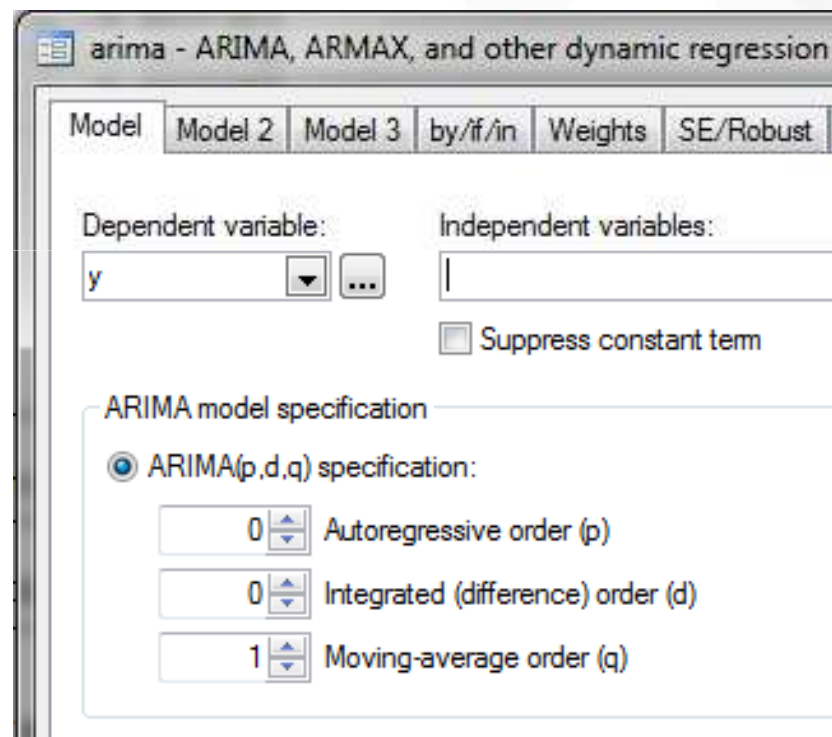 arima - ARIMA, ARMAX, and other dynamic regression
Model Model 2 Model 3 by/if/in Weights SE/Robust
Dependent variable: Independent variables:
y ...
Suppress constant term
ARIMA model specification
ARIMA(p,d,q) specification:
0 Autoregressive order (p)
0 Integrated (difference) order (d)
1 Moving-average order (q)